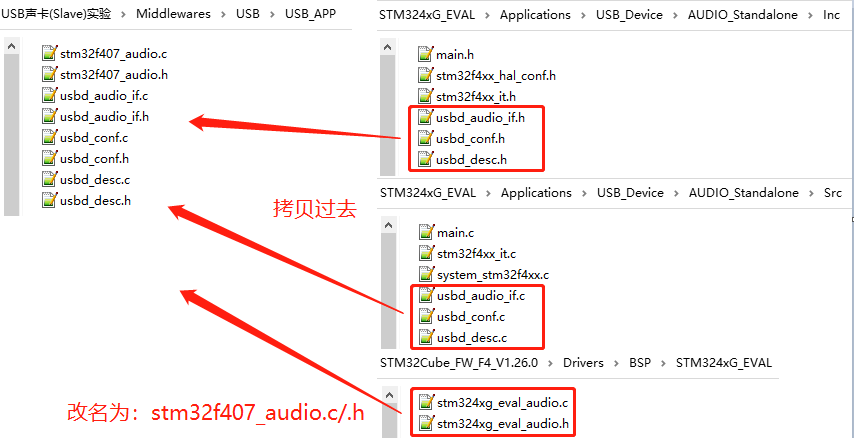 USB声卡(Slave)实验 > Middlewares > USB > USB_APP
stm32f407_audio.c
stm32f407_audio.h
usbd_audio_if.c
usbd_audio_if.h
usbd_conf.c
usbd_conf.h
usbd_desc.c
usbd_desc.h
STM324xG_EVAL > Applications > USB_Device > AUDIO_Standalone > Inc
main.h
stm32f4xx_hal_conf.h
stm32f4xx_it.h
usbd_audio_if.h
usbd_conf.h
usbd_desc.h
STM324xG_EVAL > Applications > USB_Device > AUDIO_Standalone > Src
拷贝过去
main.c
stm32f4xx_it.c
system_stm32f4xx.c
usbd_audio_if.c
usbd_conf.c
usbd_desc.c
STM32Cube_FW_F4_V1.26.0 > Drivers > BSP > STM324xG_EVAL
改名为：stm32f407_audio.c/.h
stm324xg_eval_audio.c
stm324xg_eval_audio.h